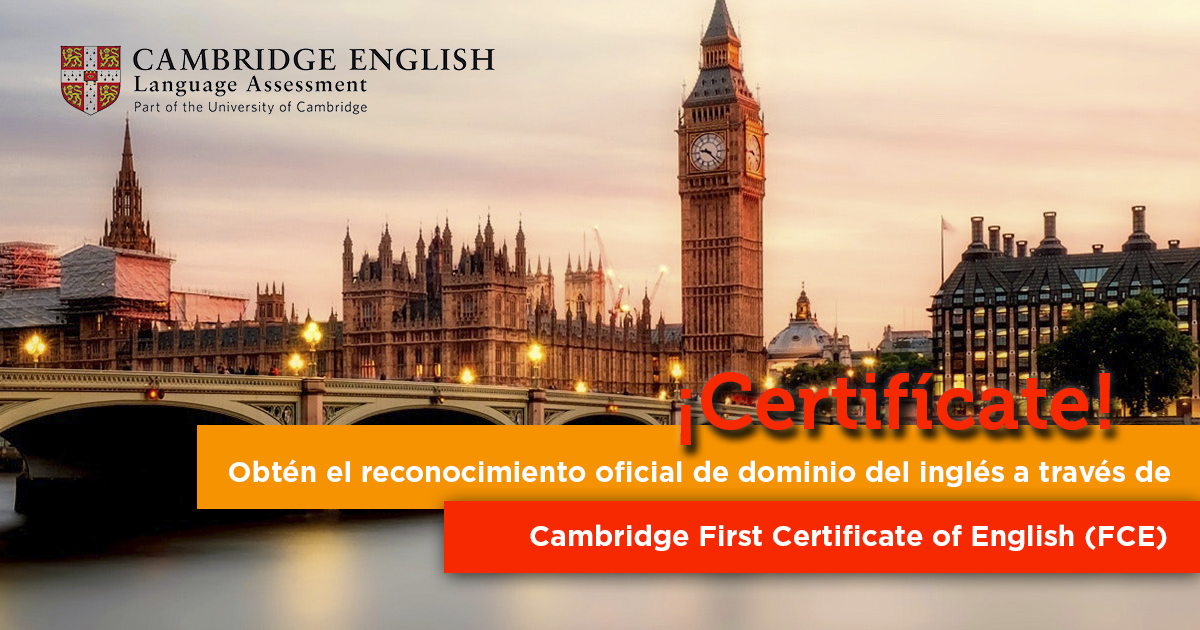 CAMBRIDGE ENGLISH
Language Assessment
Part of the University of Cambridge
¡Certifícate!
Obtén el reconocimiento oficial de dominio del inglés a través de
Cambridge First Certificate of English (FCE)